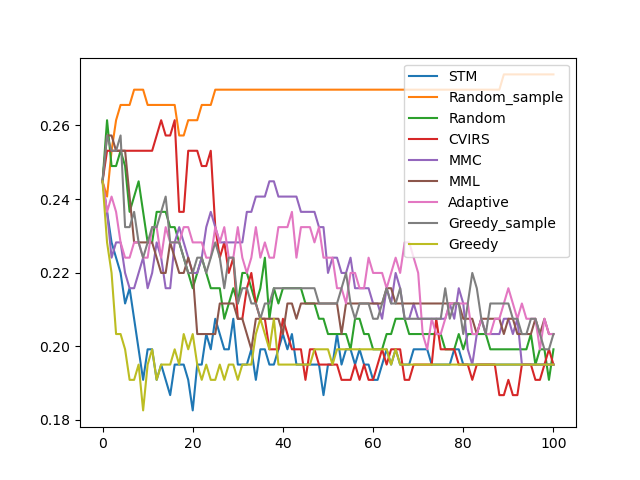 0.26
0.24
0.22
0.20
0.18
0
20
40
60
80
100
STM
Random_sample
Random
CVIRS
MMC
MML
Adaptive
Greedy_sample
Greedy